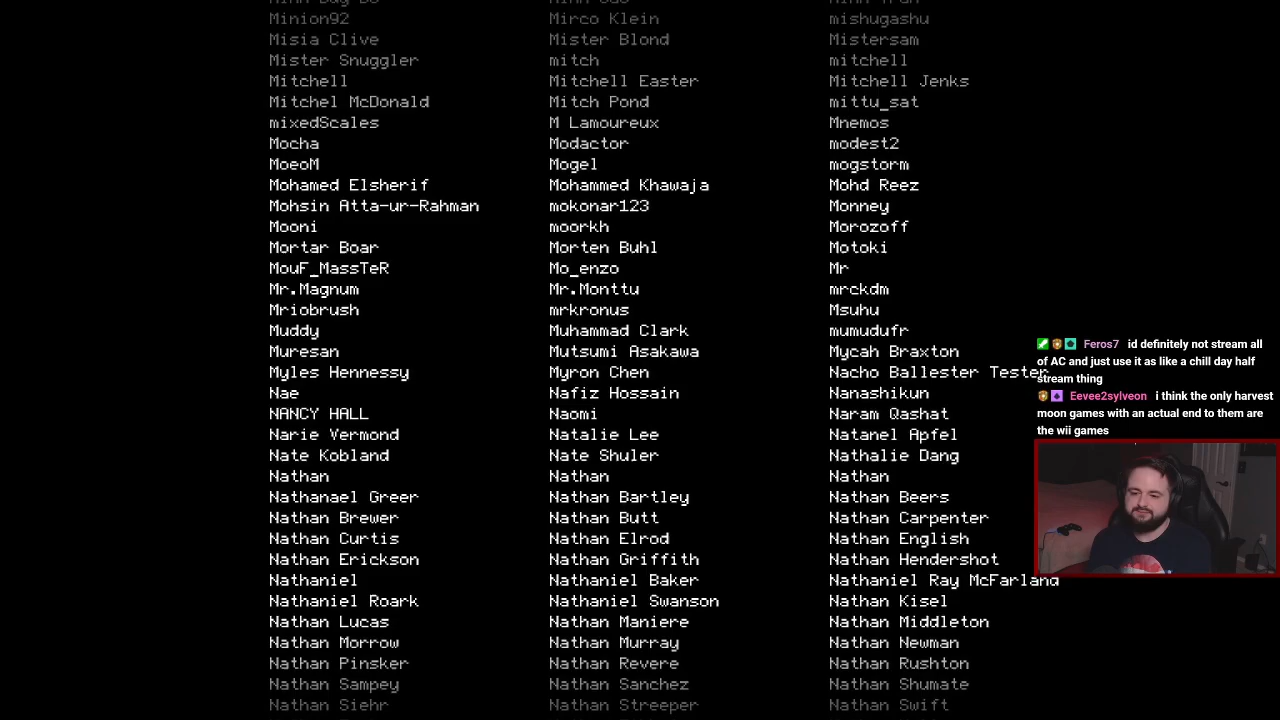 Minion92 Mirco Klein mishugashu
Misia Clive Mister Blond Mistersam
Mister Snuggler mitch mitchell
Mitchell Mitchell Easter Mitchell Jenks
Mitchel McDonald Mitch Pond mittu_sat
mixedScales M Lamoureux Mnemos
Mocha Modactor modest2
MoeoM Mogel mogstorm
Mohamed Elsherif Mohammed Khawaja Mohd Reez
Mohsin Atta-ur-Rahman mokonar123 Monney
Mooni moorkh Morozoff
Mortar Boar Morten Buhl Motoki
MouF_MassTeR Mo_enzo Mr
Mr.Magnum Mr.Monttu mrckdm
Mriobrush mrkronus Msuhu
Muddy Muhammad Clark mumudufr
Muresan Mutsumi Asakawa Mycah Braxton
Myles Hennessy Myron Chen Nacho Ballester Tester
Nae Nafiz Hossain Nanashikun
NANCY HALL Naomi Naram Qashat
Narie Vermond Natalie Lee Natanel Apfel
Nate Kobland Nate Shuler Nathalie Dang
Nathan Nathan Nathan
Nathanael Greer Nathan Bartley Nathan Beers
Nathan Brewer Nathan Butt Nathan Carpenter
Nathan Curtis Nathan Elrod Nathan English
Nathan Erickson Nathan Griffith Nathan Hendershot
Nathaniel Nathaniel Baker Nathaniel Ray McFarland
Nathaniel Roark Nathaniel Swanson Nathan Kisel
Nathan Lucas Nathan Maniere Nathan Middleton
Nathan Morrow Nathan Murray Nathan Newman
Nathan Pinsker Nathan Revere Nathan Rushton
Nathan Sampey Nathan Sanchez Nathan Shumate
Nathan Siehr Nathan Streeper Nathan Swift
Feros7 id definitely not stream all
of AC and just use it as like a chill day half
stream thing
Eevee2sylveon i think the only harvest
moon games with an actual end to them are
the wii games